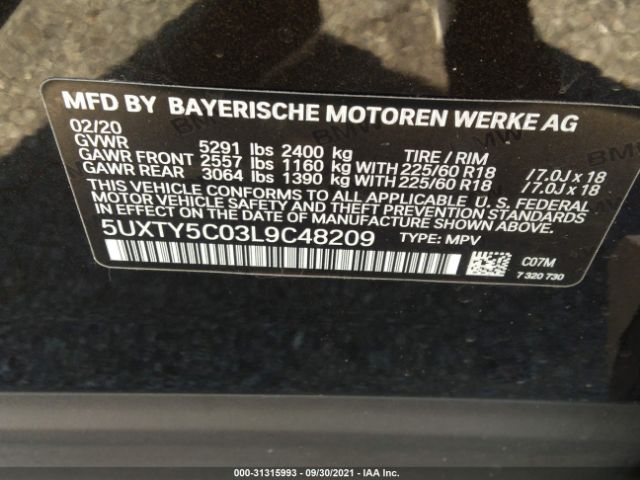 MFD BY BAYERISCHE MOTOREN WERKE AG
02/20
GVWR 5291 lbs 2400 kg TIRE / RIM
GAWR FRONT 2557 lbs 1160 kg WITH 225/60 R18 /7.0J x 18
GAWR REAR 3064 lbs 1390 kg WITH 225/60 R18 /7.0J x 18
THIS VEHICLE CONFORMS TO ALL APPLICABLE U. S. FEDERAL
MOTOR VEHICLE SAFETY, BUMPER, AND THEFT PREVENTION STANDARDS
IN EFFECT ON THE DATE OF MANUFACTURE SHOWN ABOVE.
5UXTY5C03L9C48209 TYPE: MPV
C07M
7 320 730
000-31315993 - 09/30/2021 - IAA Inc.